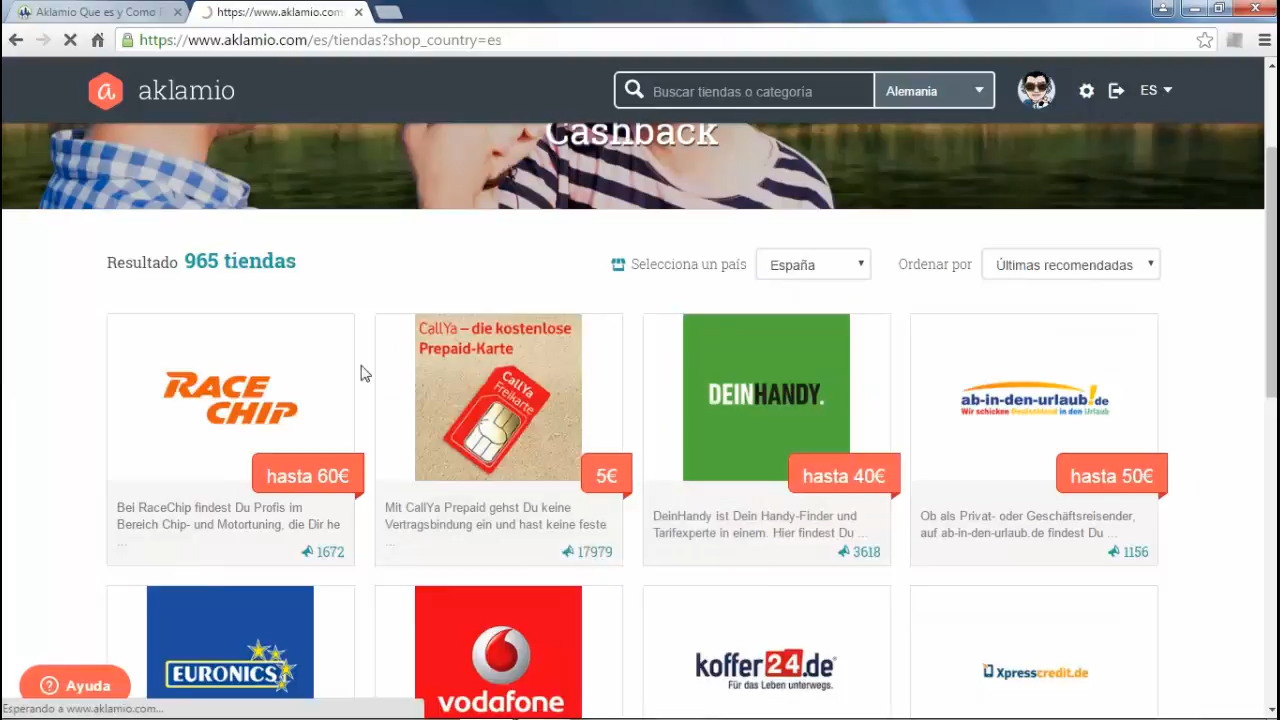 Aklamio Que es y Como
https://www.aklamio.com
https://www.aklamio.com/es/tiendas?shop_country=es
a aklamio
Buscar tiendas o categoria
Alemania
ES
Cashback
Resultado 965 tiendas
Selecciona un país
España
Ordenar por
Últimas recomendadas
RACE
CHIP
hasta 60€
Bei RaceChip findest Du Profis im
Bereich Chip- und Motortuning, die Dir he
...
1672
CallYa – die kostenlose
Prepaid-Karte
CallYa
Freikarte
5€
Mit CallYa Prepaid gehst Du keine
Vertragsbindung ein und hast keine feste
...
17979
DEINHANDY.
hasta 40€
DeinHandy ist Dein Handy-Finder und
Tarifexperte in einem. Hier findest Du ...
3618
ab-in-den-urlaub!de
Wir schicken Deutschland in den Urlaub
hasta 50€
Ob als Privat- oder Geschäftsreisender,
auf ab-in-den-urlaub.de findest Du ...
1156
EURONICS
vodafone
koffer24.de
Für das Leben unterwegs.
Xpresscredit.de
? Ayuda
Esperando a www.aklamio.com...